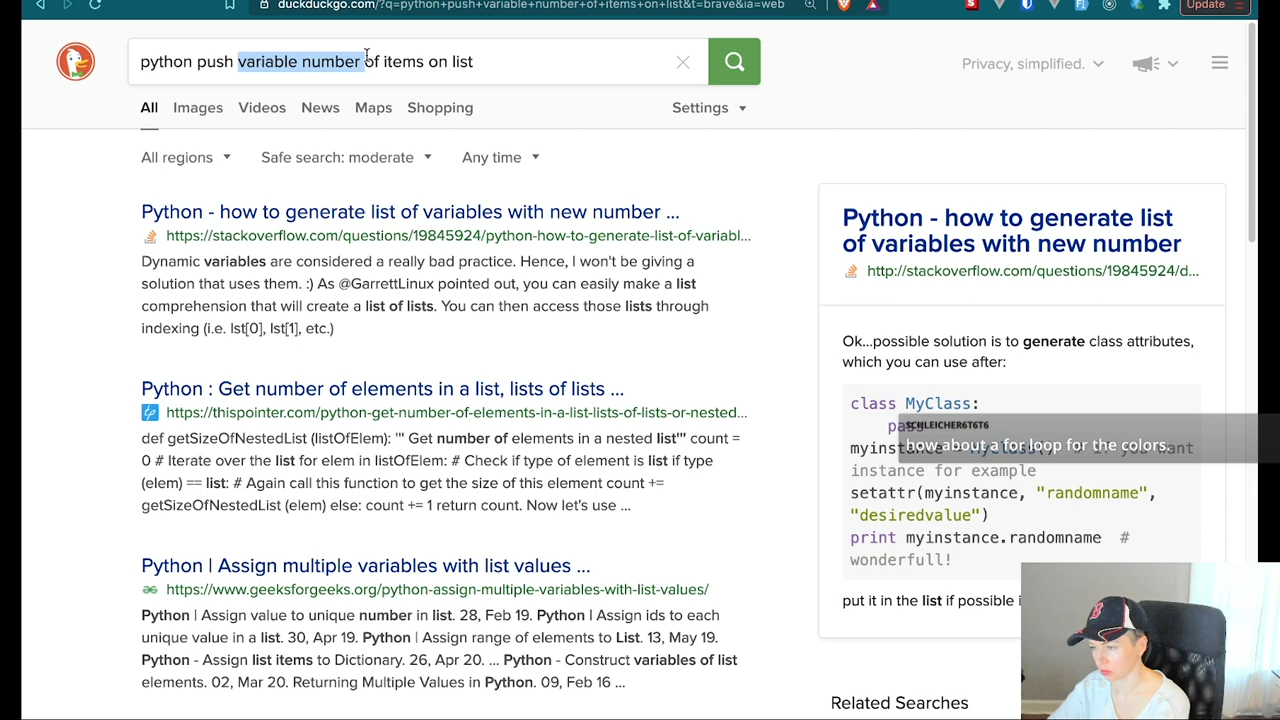 duckduckgo.com/?q=python+push+variable+number+of+items+on+list&t=brave&ia=web
Update
python push variable number of items on list
Privacy, simplified.
All Images Videos News Maps Shopping
Settings
All regions Safe search: moderate Any time
Python - how to generate list of variables with new number ...
https://stackoverflow.com/questions/19845924/python-how-to-generate-list-of-variabl...
Dynamic variables are considered a really bad practice. Hence, I won't be giving a
solution that uses them. :) As @GarrettLinux pointed out, you can easily make a list
comprehension that will create a list of lists. You can then access those lists through
indexing (i.e. lst[0], lst[1], etc.)
Python : Get number of elements in a list, lists of lists ...
https://thispointer.com/python-get-number-of-elements-in-a-list-lists-of-lists-or-nested...
def getSizeOfNestedList (listOfElem): ''' Get number of elements in a nested list''' count =
0 # Iterate over the list for elem in listOfElem: # Check if type of element is list if type
(elem) == list: # Again call this function to get the size of this element count +=
getSizeOfNestedList (elem) else: count += 1 return count. Now let's use ...
Python | Assign multiple variables with list values ...
https://www.geeksforgeeks.org/python-assign-multiple-variables-with-list-values/
Python | Assign value to unique number in list. 28, Feb 19. Python | Assign ids to each
unique value in a list. 30, Apr 19. Python | Assign range of elements to List. 13, May 19.
Python - Assign list items to Dictionary. 26, Apr 20. ... Python - Construct variables of list
elements. 02, Mar 20. Returning Multiple Values in Python. 09, Feb 16 ...
Python - how to generate list
of variables with new number
http://stackoverflow.com/questions/19845924/d...
Ok...possible solution is to generate class attributes,
which you can use after:
class MyClass:
pass
SCHLEICHER6T6T6
how about a for loop for the colors.
myinstance want
instance for example
setattr(myinstance, "randomname",
"desiredvalue")
print myinstance.randomname #
wonderfull!
put it in the list if possible
Related Searches